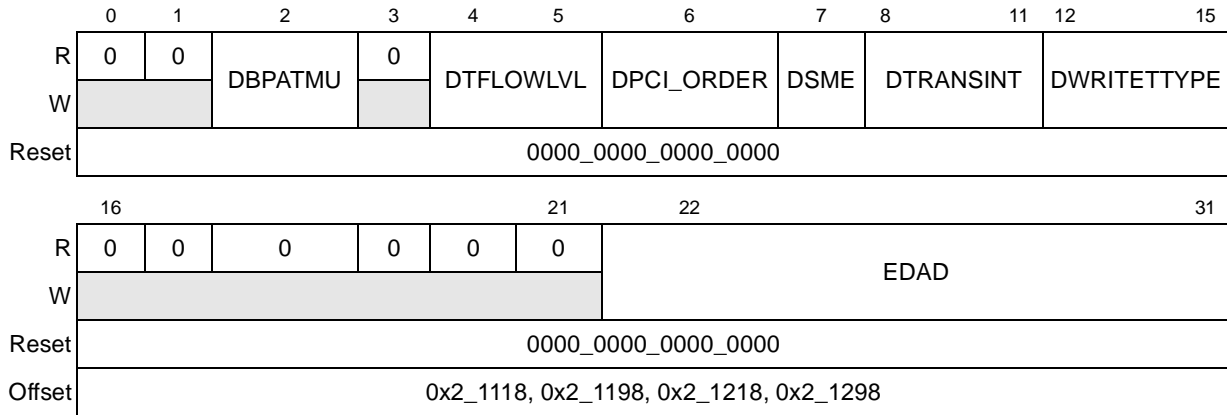 0 1 2 3 4 5 6 7 8 11 12 15
R 0 0 DBPATMU 0 DTFLOWLVL DPCI_ORDER DSME DTRANSINT DWRITETTYPE
W
Reset 0000_0000_0000_0000
16 21 22 31
R 0 0 0 0 0 0 EDAD
W
Reset 0000_0000_0000_0000
Offset 0x2_1118, 0x2_1198, 0x2_1218, 0x2_1298